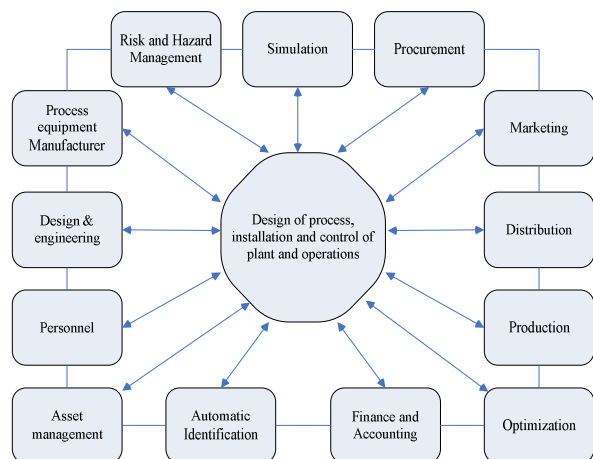 Risk and Hazard
Management
Simulation
Procurement
Process
equipment
Manufacturer
Marketing
Design &
engineering
Design of process,
installation and control of
plant and operations
Distribution
Personnel
Production
Asset
management
Automatic
Identification
Finance and
Accounting
Optimization